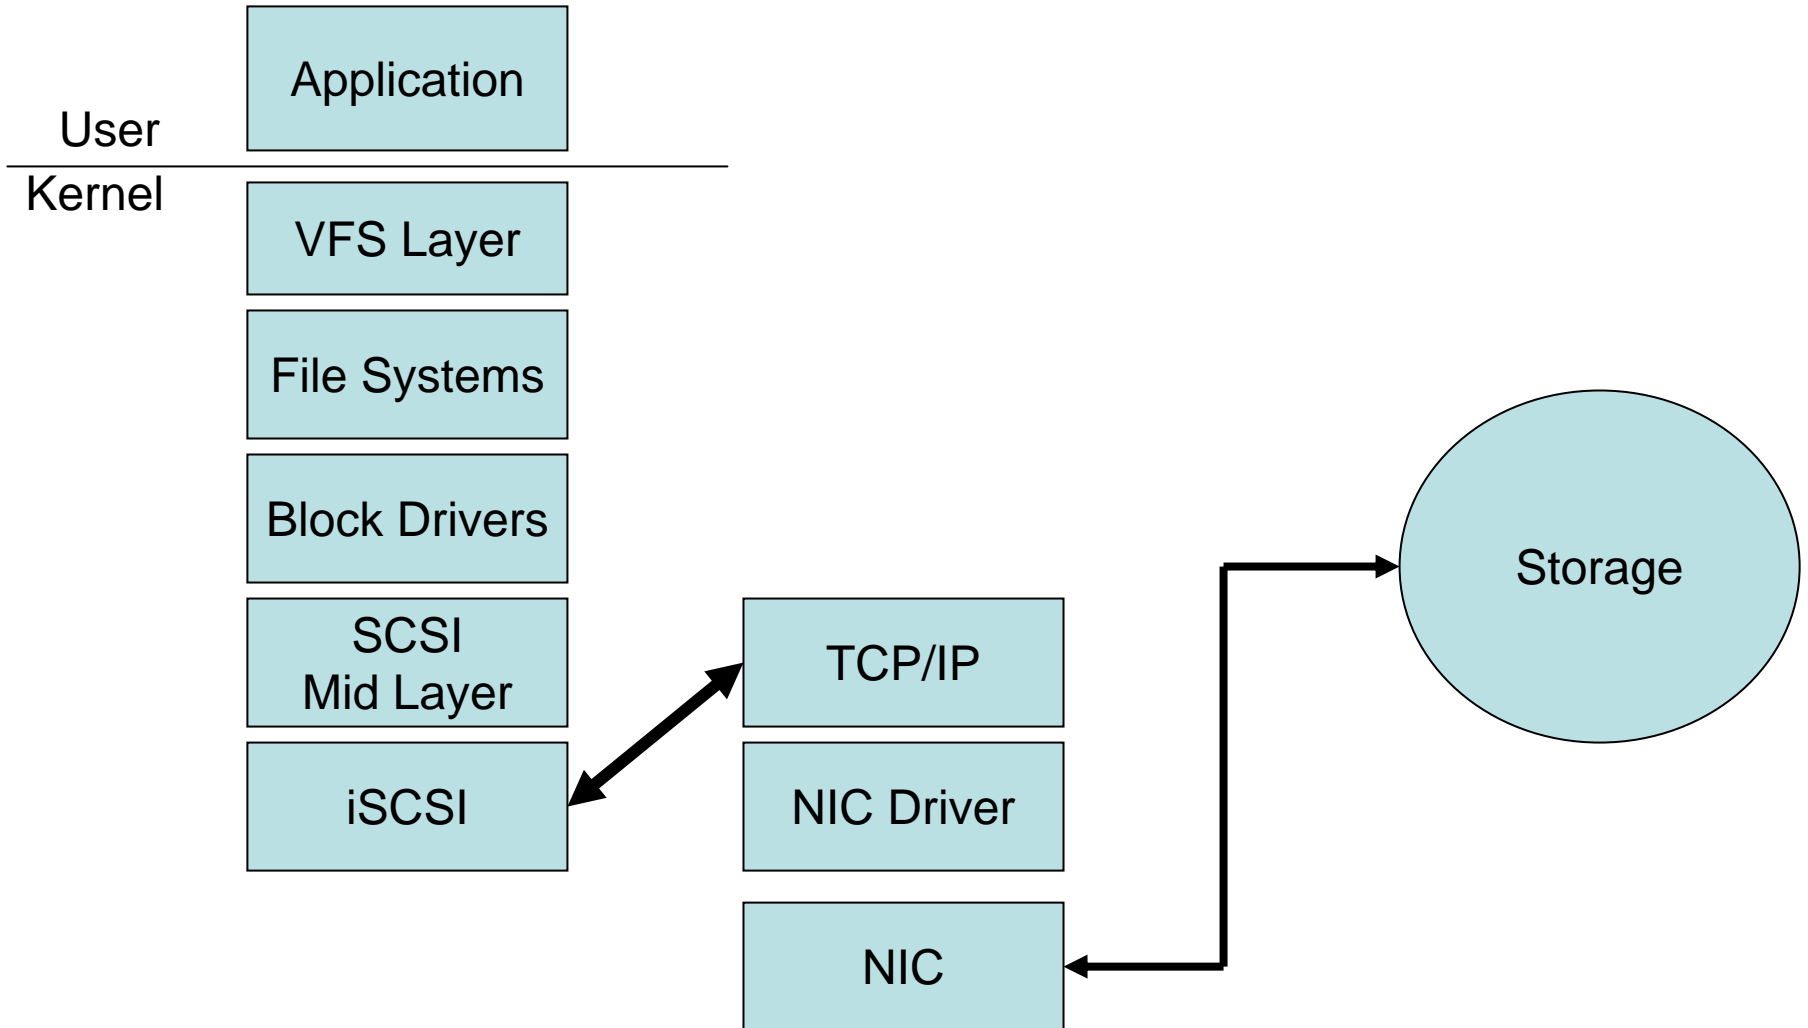 Application
User
Kernel
VFS Layer
File Systems
Block Drivers
SCSI
Mid Layer
iSCSI
TCP/IP
NIC Driver
NIC
Storage